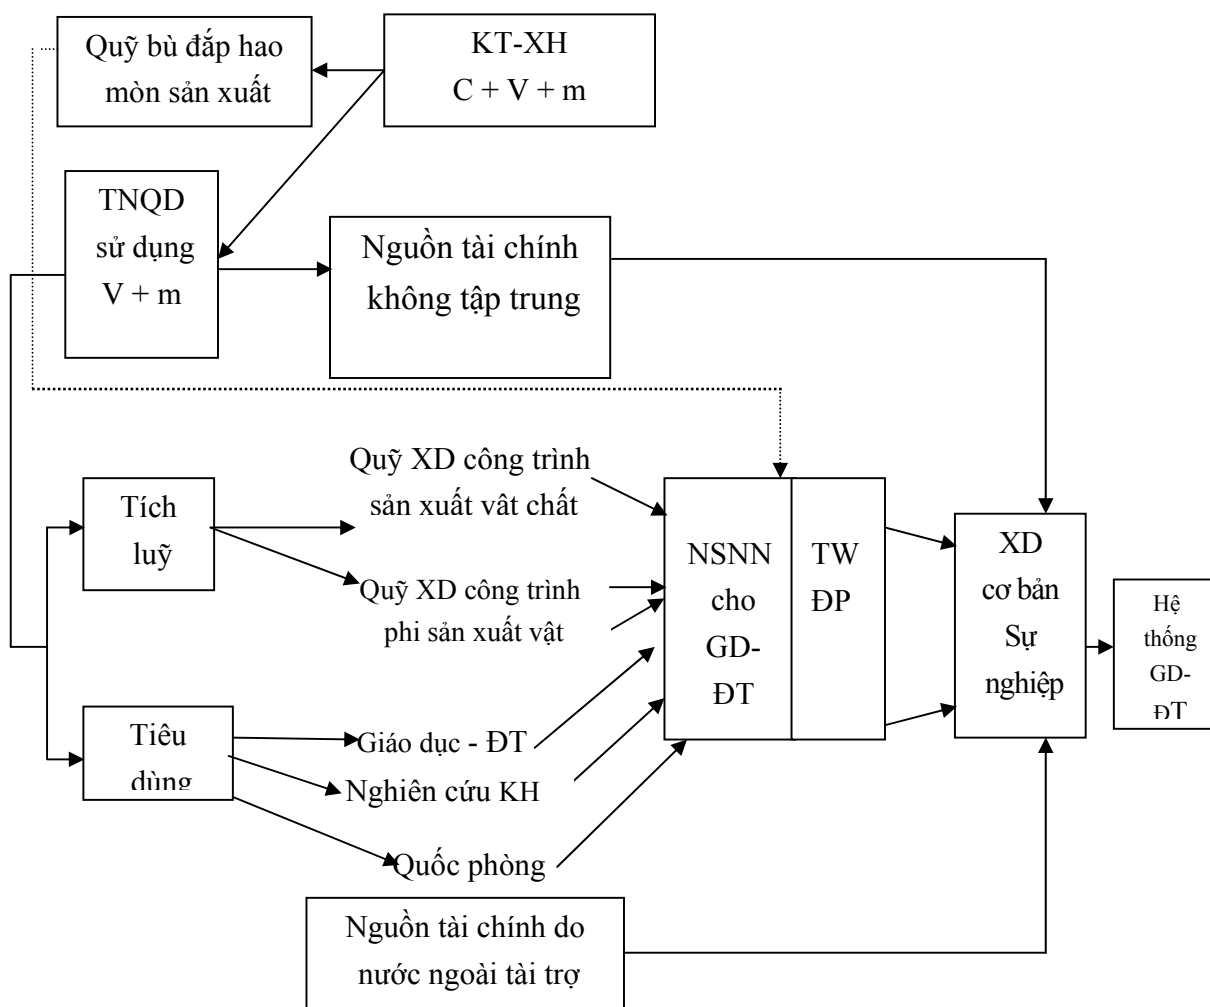 Quỹ bù đắp hao
mòn sản xuất
KT-XH
C + V + m
TNQD
sử dụng
V + m
Nguồn tài chính
không tập trung
Quỹ XD công trình
sản xuất vât chất
Tích
luỹ
Quỹ XD công trình
phi sản xuất vật
NSNN
cho
GD-
ĐT
TW
ĐP
XD
cơ bản
Sự
nghiệp
Hệ
thống
GD-
ĐT
Tiêu
dùng
Giáo dục - ĐT
Nghiên cứu KH
Quốc phòng
Nguồn tài chính do
nước ngoài tài trợ